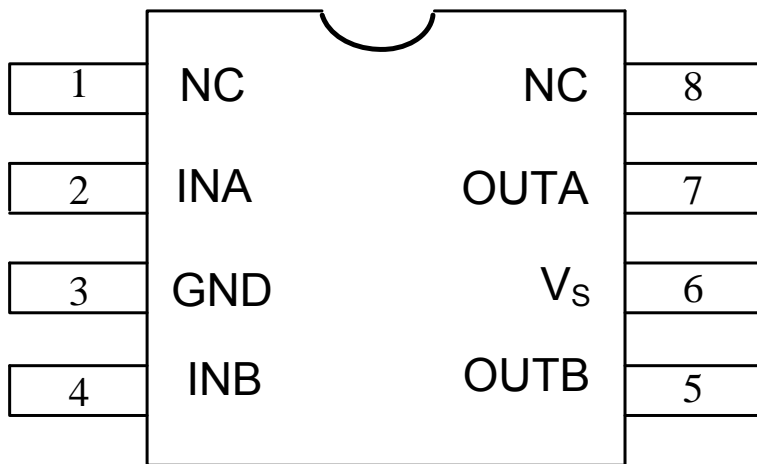 1 NC NC 8
2 INA OUTA 7
3 GND VS 6
4 INB OUTB 5